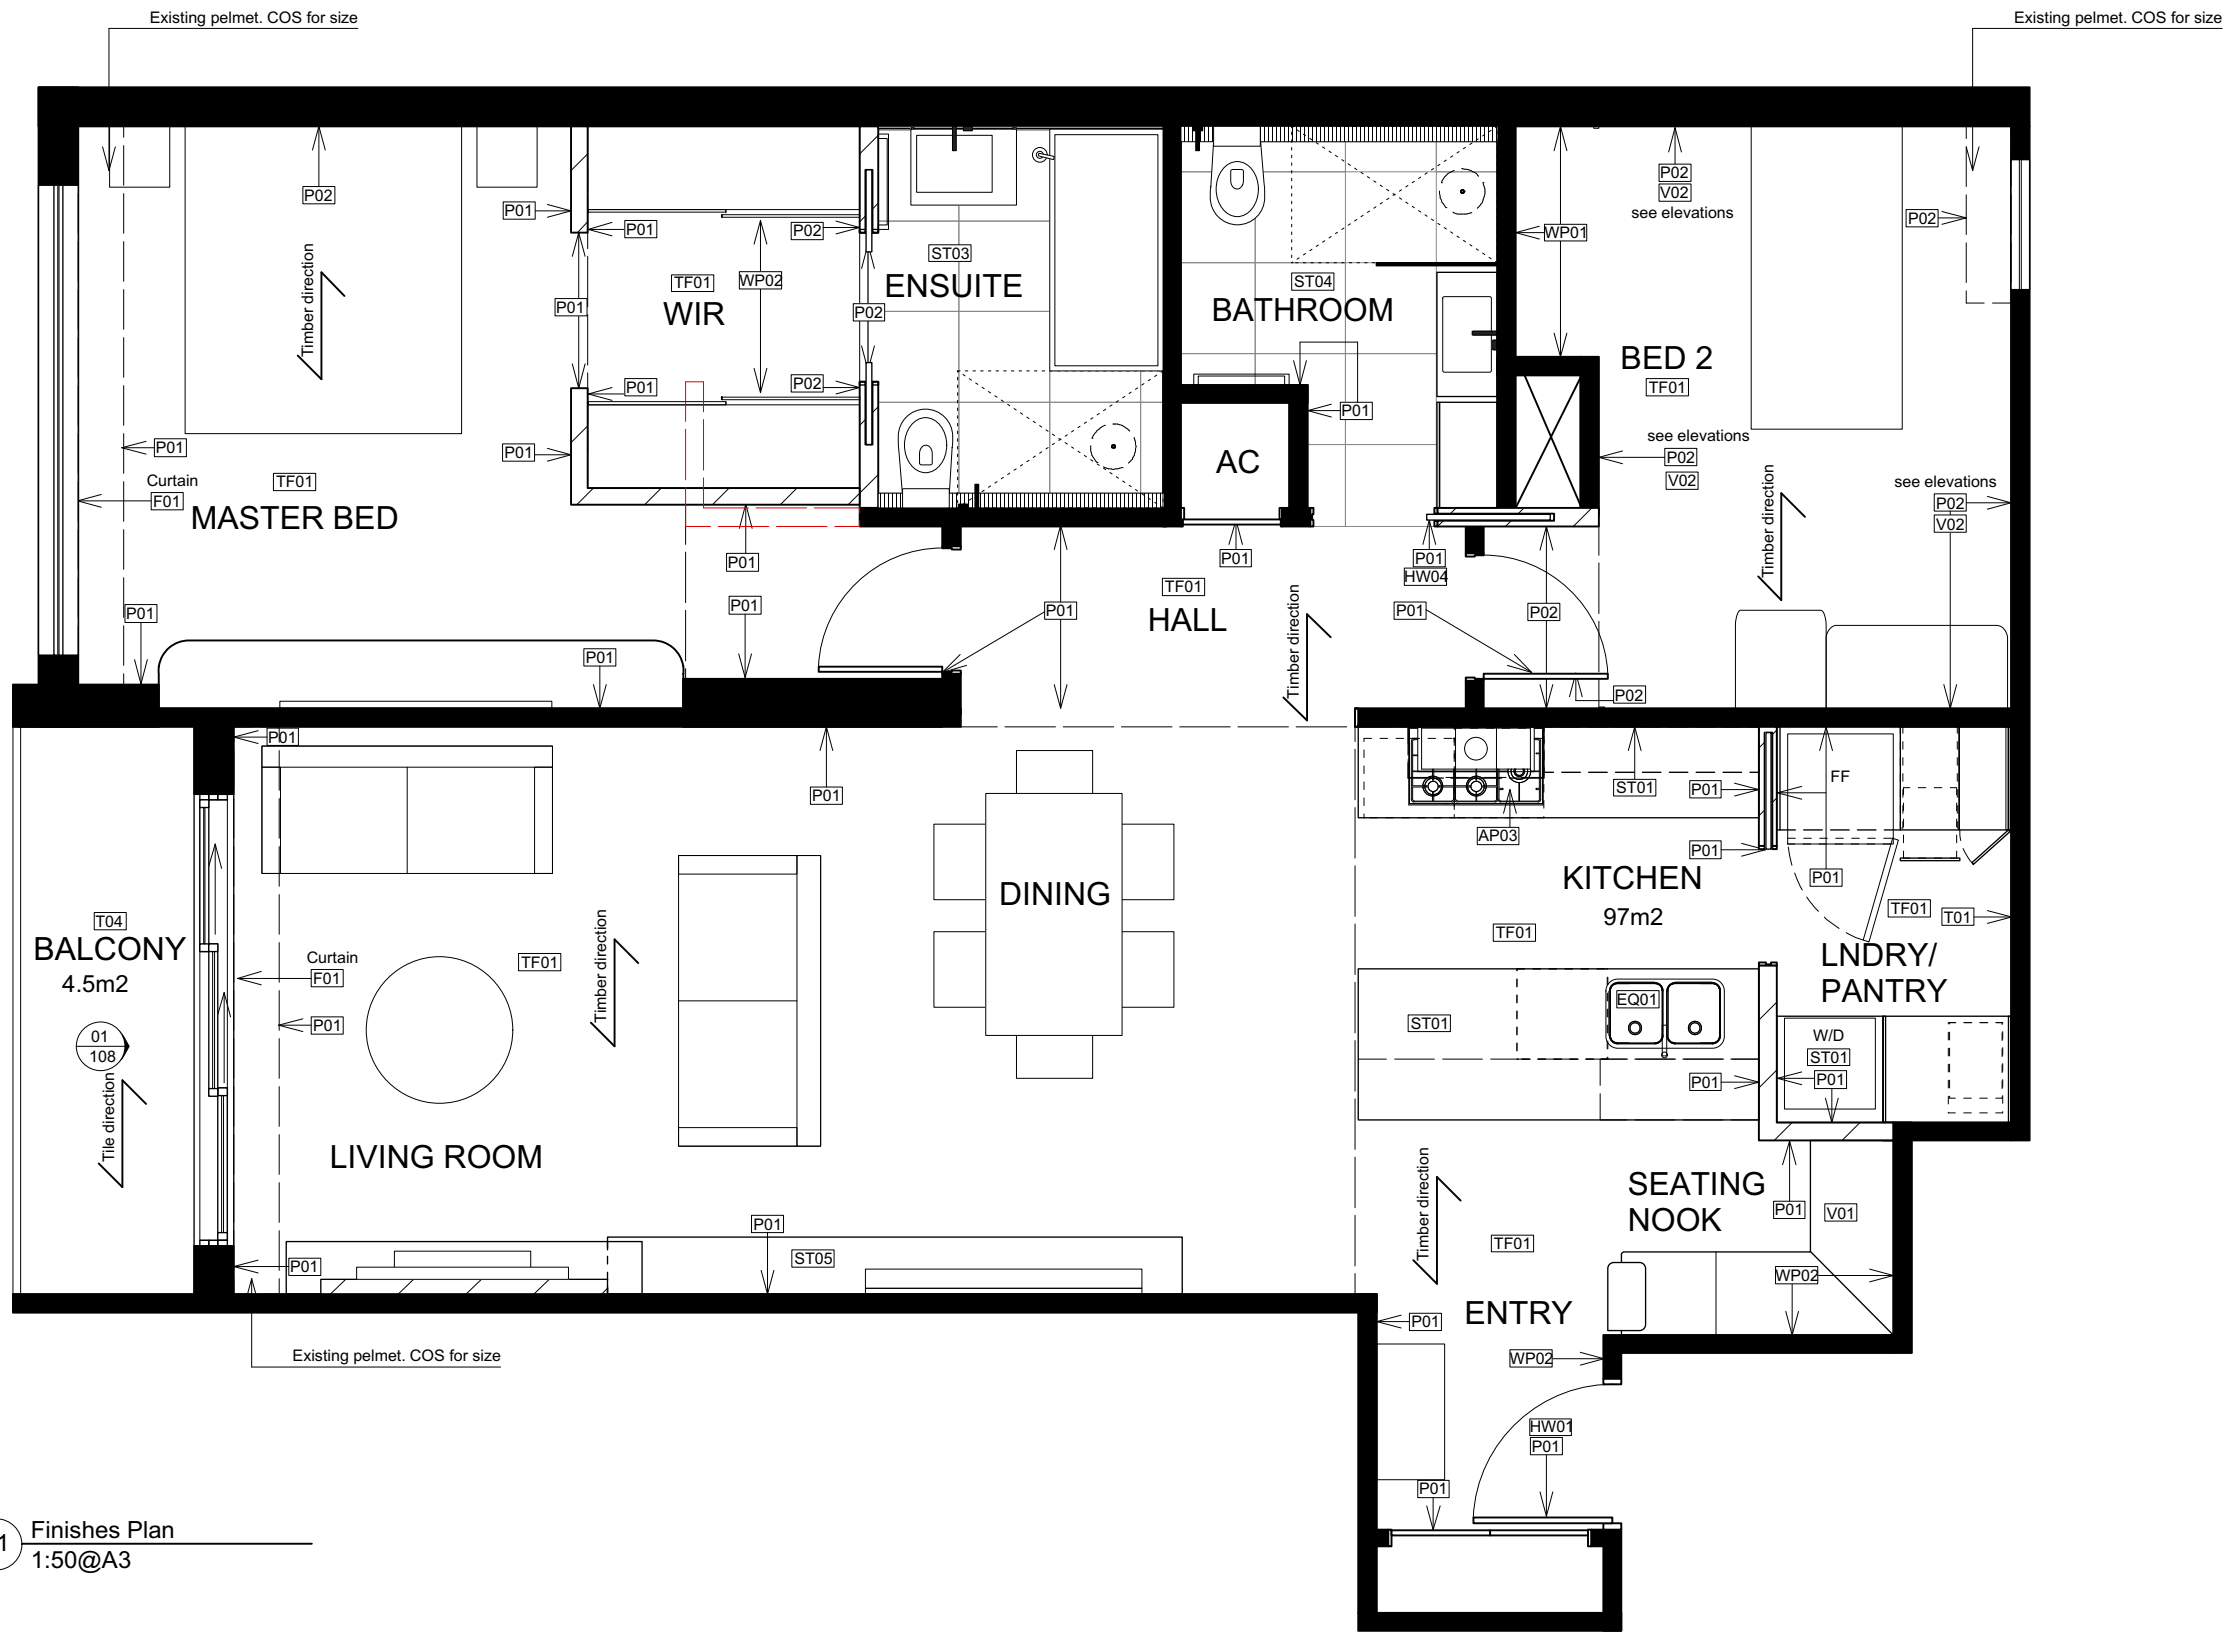 Existing pelmet. COS for size
Existing pelmet. COS for size
P02
P01
P01
P02
TF01
WP02
WIR
P01
P02
P01
P02
ST03
ENSUITE
ST04
BATHROOM
WP01
P02
V02
see elevations
P02
Timber direction
BED 2
TF01
P01
AC
see elevations
P02
V02
see elevations
P02
V02
Timber direction
P01
Curtain
F01
TF01
MASTER BED
P01
P01
P01
P01
P01
P01
P01
TF01
HALL
Timber direction
P01
HW04
P01
P02
P02
P01
P01
ST01
P01
FF
AP03
P01
P01
KITCHEN
97m2
TF01
TF01
T01
LNDRY/
PANTRY
DINING
T04
BALCONY
4.5m2
01
108
Tile direction
Curtain
F01
P01
TF01
Timber direction
ST01
EQ01
W/D
ST01
P01
P01
LIVING ROOM
P01
ST05
P01
Existing pelmet. COS for size
Timber direction
TF01
SEATING
NOOK
P01
V01
WP02
ENTRY
P01
WP02
HW01
P01
P01
1
Finishes Plan
1:50@A3